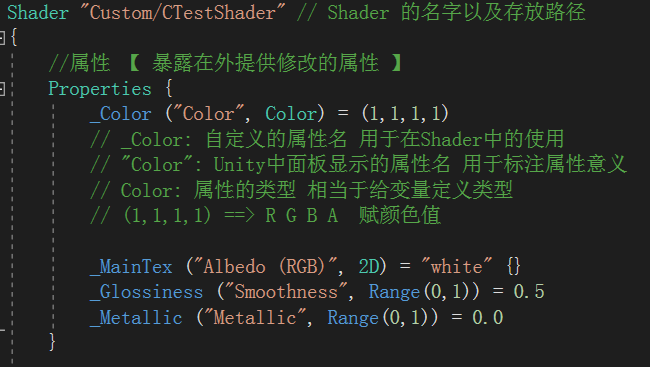 Shader "Custom/CTestShader" // Shader 的名字以及存放路径
{
//属性 【 暴露在外提供修改的属性 】
Properties {
_Color ("Color", Color) = (1,1,1,1)
// _Color: 自定义的属性名 用于在Shader中的使用
// "Color": Unity中面板显示的属性名 用于标注属性意义
// Color: 属性的类型 相当于给变量定义类型
// (1,1,1,1) ==> R G B A 赋颜色值
_MainTex ("Albedo (RGB)", 2D) = "white" {}
_Glossiness ("Smoothness", Range(0,1)) = 0.5
_Metallic ("Metallic", Range(0,1)) = 0.0
}